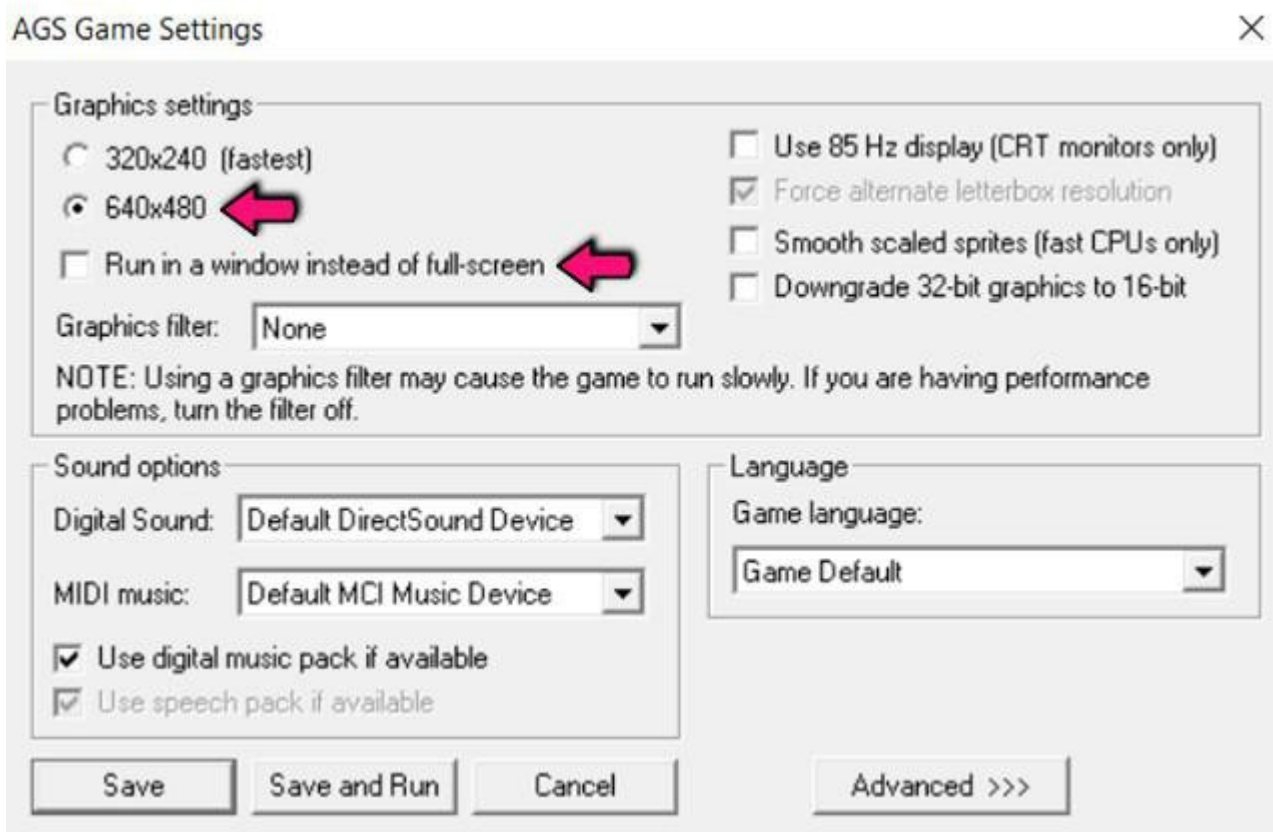 AGS Game Settings
Graphics settings
320x240 (fastest)
640x480
Run in a window instead of full-screen
Use 85 Hz display (CRT monitors only)
Force alternate letterbox resolution
Smooth scaled sprites (fast CPUs only)
Downgrade 32-bit graphics to 16-bit
Graphics filter: None
NOTE: Using a graphics filter may cause the game to run slowly. If you are having performance
problems, turn the filter off.
Sound options
Digital Sound: Default DirectSound Device
MIDI music: Default MCI Music Device
Use digital music pack if available
Use speech pack if available
Language
Game language:
Game Default
Save
Save and Run
Cancel
Advanced >>>